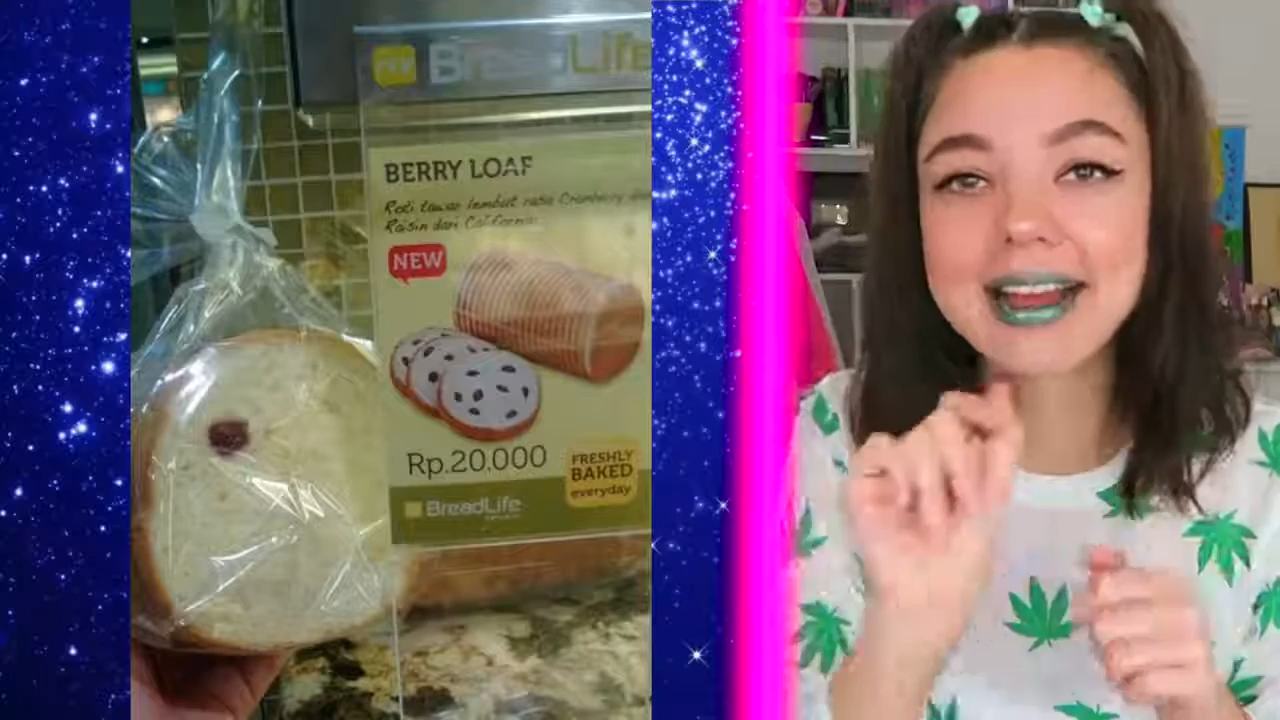 BreadLife
BERRY LOAF
Roti tawar lembut rasa Cranberry
Raisin dari California
NEW
Rp.20.000
FRESHLY
BAKED
everyday
BreadLife